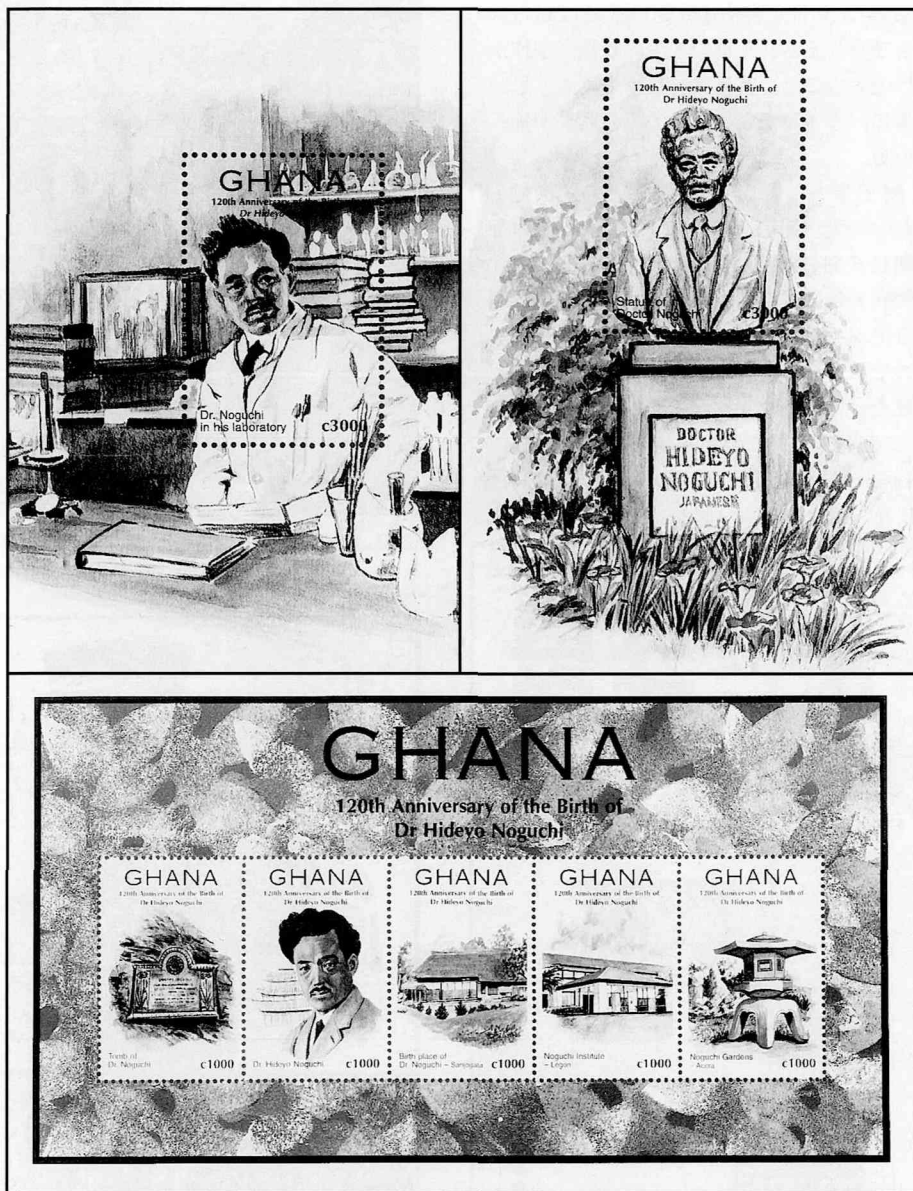 GHANA
120th Anniversary of the Birth of
Dr Hideyo
Dr. Noguchi
in his laboratory
c3000
GHANA
120th Anniversary of the Birth of
Dr Hideyo Noguchi
Statue of
Doctor Noguchi
c3000
DOCTOR
HIDEYO
NOGUCHI
JAPANESE
GHANA
120th Anniversary of the Birth of
Dr Hideyo Noguchi
GHANA
120th Anniversary of the Birth of
Dr Hideyo Noguchi
Tomb of
Dr. Noguchi
c1000
GHANA
120th Anniversary of the Birth of
Dr Hideyo Noguchi
Dr. Hideyo Noguchi
c1000
GHANA
120th Anniversary of the Birth of
Dr Hideyo Noguchi
Birth place of
Dr. Noguchi –
c1000
GHANA
120th Anniversary of the Birth of
Dr Hideyo Noguchi
Noguchi Institute
– Legon
c1000
GHANA
120th Anniversary of the Birth of
Dr Hideyo Noguchi
Noguchi Gardens
– Accra
c1000